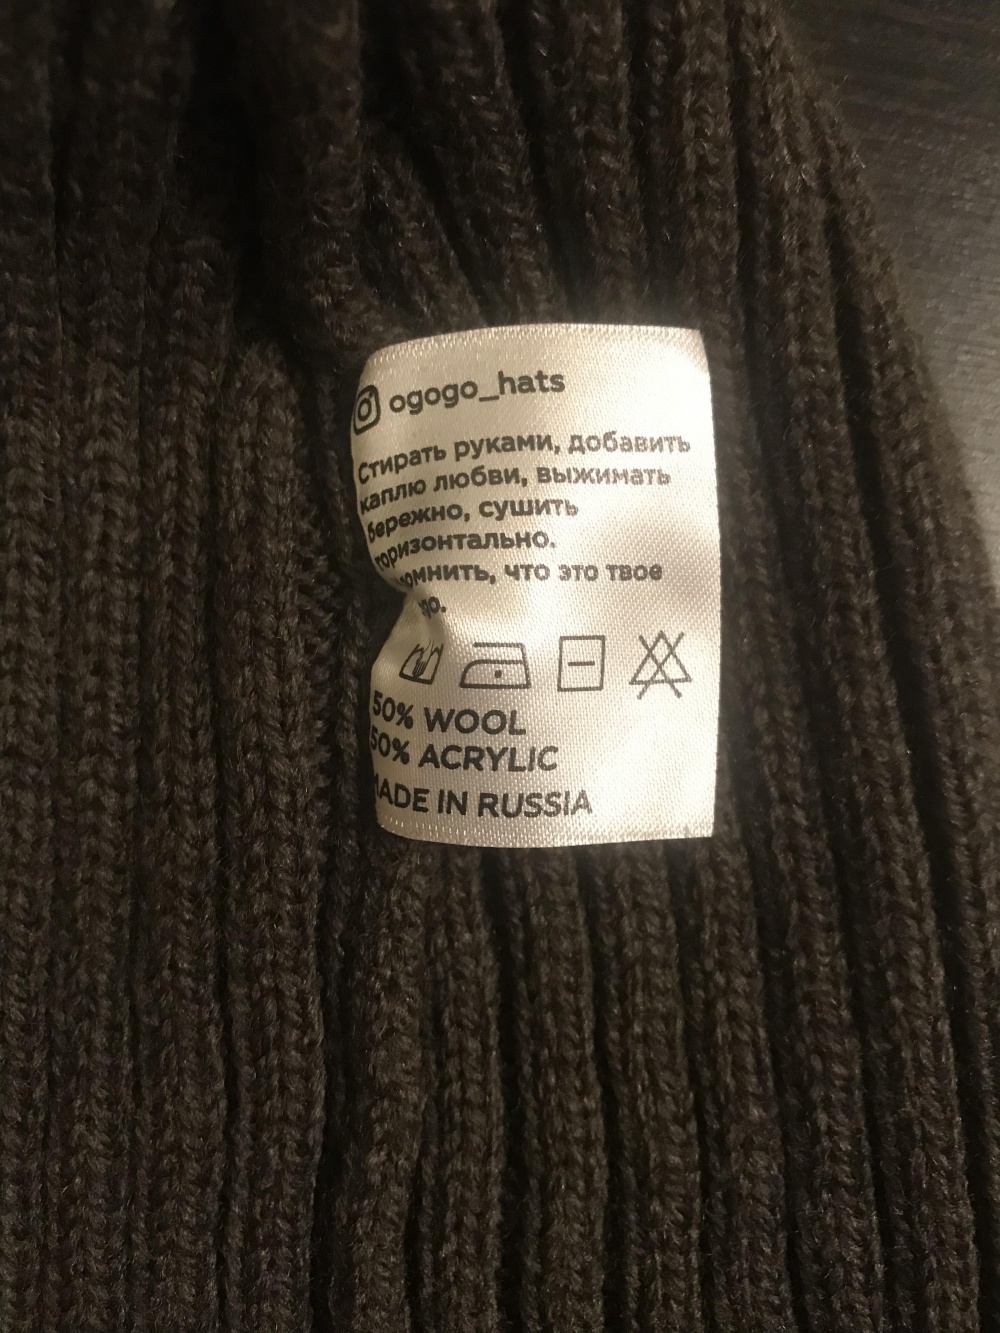 ogogo_hats
Стирать руками, добавить
каплю любви, выжимать
бережно, сушить
горизонтально.
что это твое
50% WOOL
50% ACRYLIC
MADE IN RUSSIA